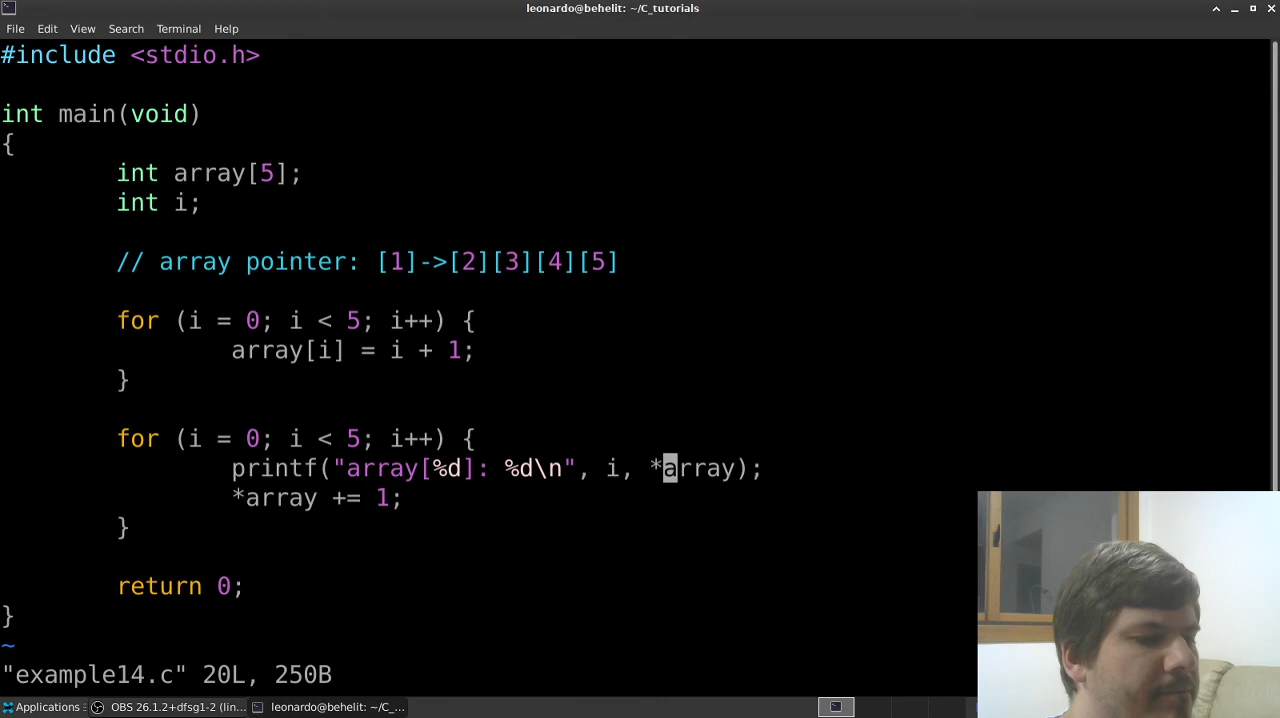 leonardo@behelit: ~/C_tutorials
File Edit View Search Terminal Help
#include <stdio.h>
int main(void)
{
int array[5];
int i;
// array pointer: [1]->[2][3][4][5]
for (i = 0; i < 5; i++) {
array[i] = i + 1;
}
for (i = 0; i < 5; i++) {
printf("array[%d]: %d\n", i, *array);
*array += 1;
}
return 0;
}
~
"example14.c" 20L, 250B
Applications OBS 26.1.2+dfsg1-2 (lin... leonardo@behelit: ~/C_...